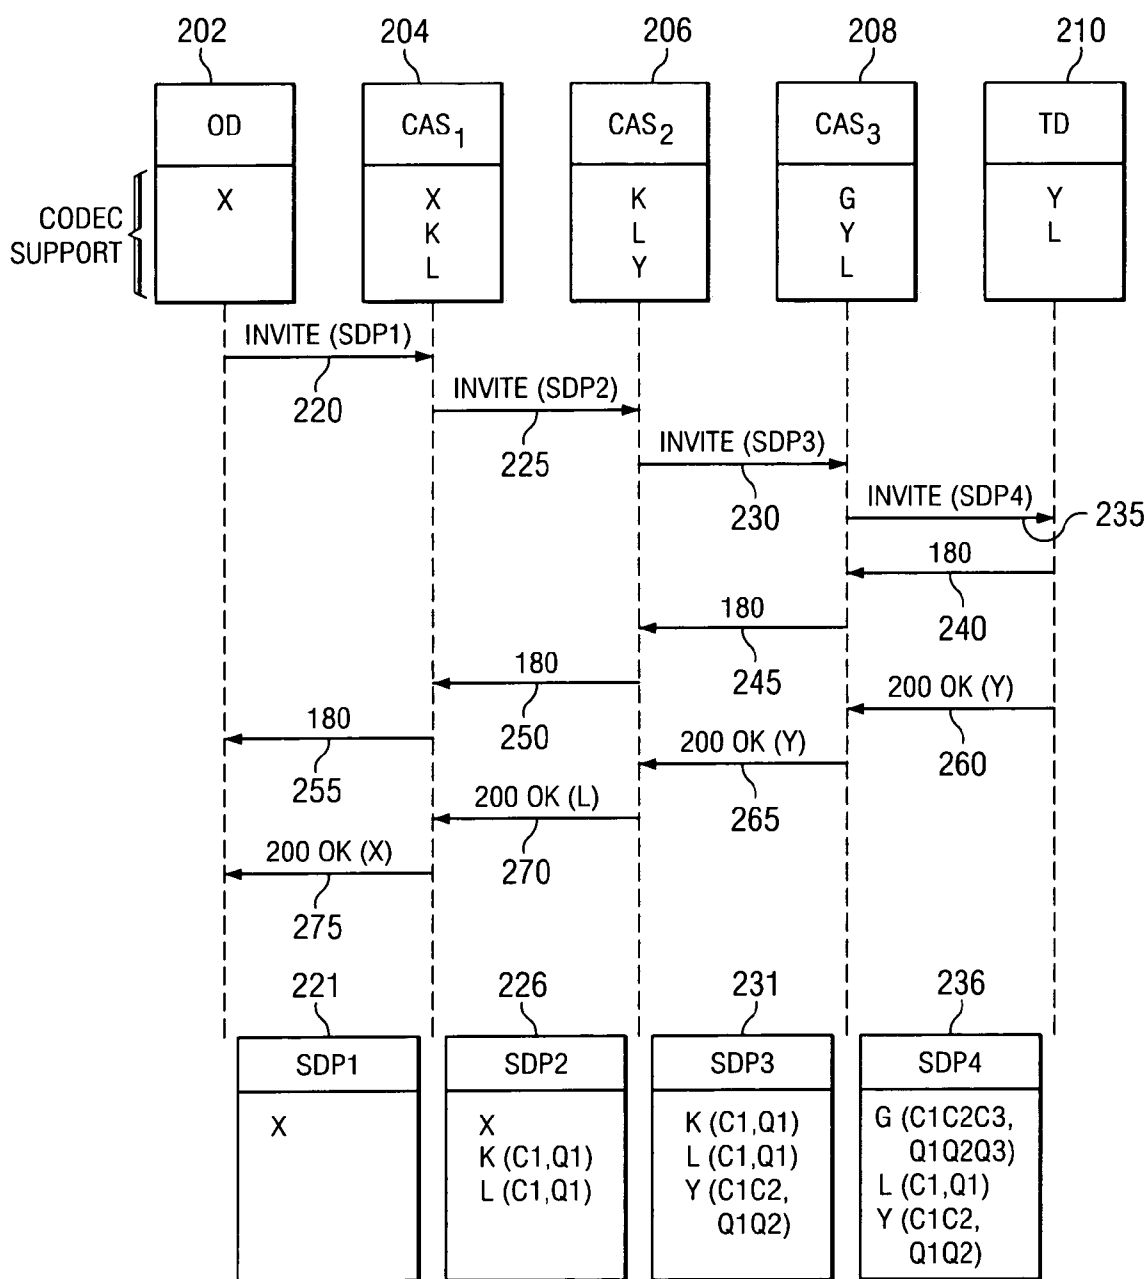 202 204 206 208 210
OD CAS1 CAS2 CAS3 TD
CODEC
SUPPORT
X
X
K
L
K
L
Y
G
Y
L
Y
L
INVITE (SDP1)
220
INVITE (SDP2)
225
INVITE (SDP3)
230
INVITE (SDP4)
235
180
240
180
245
180
250
180
255
200 OK (Y)
260
200 OK (Y)
265
200 OK (L)
270
200 OK (X)
275
221 226 231 236
SDP1
X
SDP2
X
K (C1,Q1)
L (C1,Q1)
SDP3
K (C1,Q1)
L (C1,Q1)
Y (C1C2,
Q1Q2)
SDP4
G (C1C2C3,
Q1Q2Q3)
L (C1,Q1)
Y (C1C2,
Q1Q2)